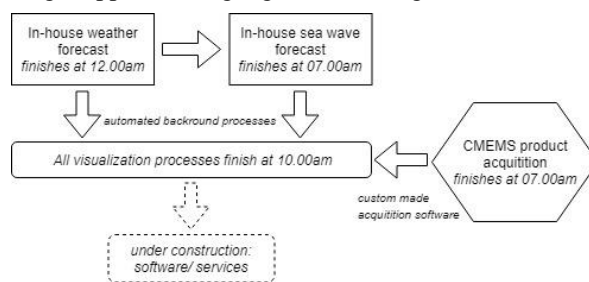 In-house weather
forecast
finishes at 12.00am
In-house sea wave
forecast
finishes at 07.00am
automated backround processes
All visualization processes finish at 10.00am
CMEMS product
acquitition
finishes at 07.00am
custom made
acquitition software
under construction:
software/ services